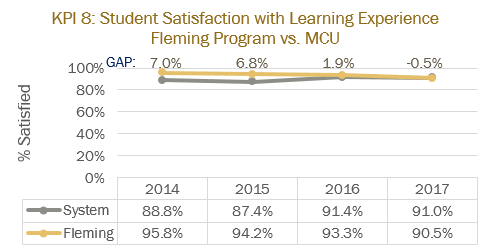 KPI 8: Student Satisfaction with Learning Experience
Fleming Program vs. MCU
GAP: 7.0% 6.8% 1.9% -0.5%
100%
80%
60%
40%
20%
0%
% Satisfied
2014 2015 2016 2017
System 88.8% 87.4% 91.4% 91.0%
Fleming 95.8% 94.2% 93.3% 90.5%